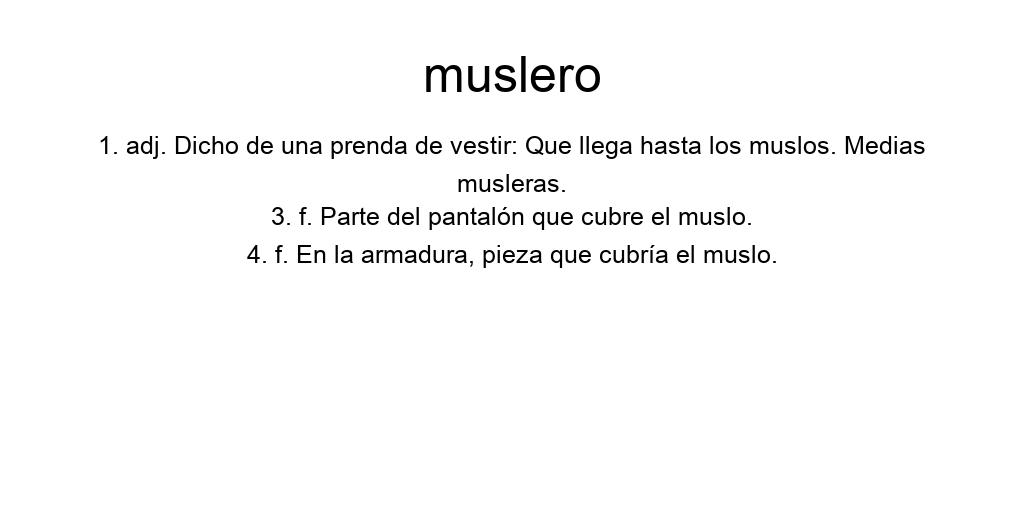 muslero
1. adj. Dicho de una prenda de vestir: Que llega hasta los muslos. Medias
musleras.
3. f. Parte del pantalón que cubre el muslo.
4. f. En la armadura, pieza que cubría el muslo.